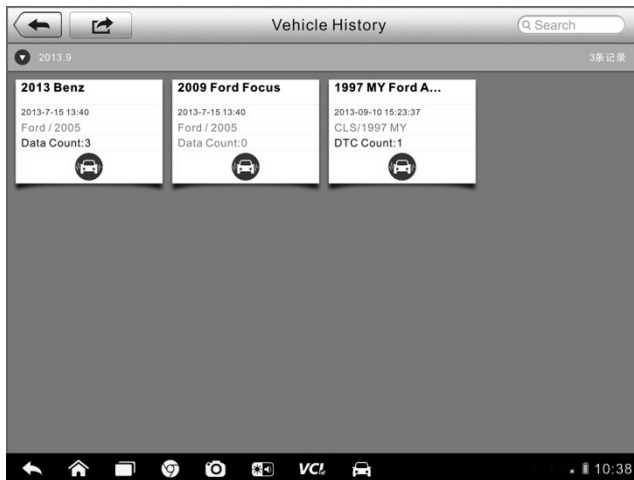 Vehicle History
Search
2013.9
3条记录
2013 Benz
2013-7-15 13:40
Ford / 2005
Data Count:3
2009 Ford Focus
2013-7-15 13:40
Ford / 2005
Data Count:0
1997 MY Ford A...
2013-09-10 15:23:37
CLS/1997 MY
DTC Count:1
VCI
10:38